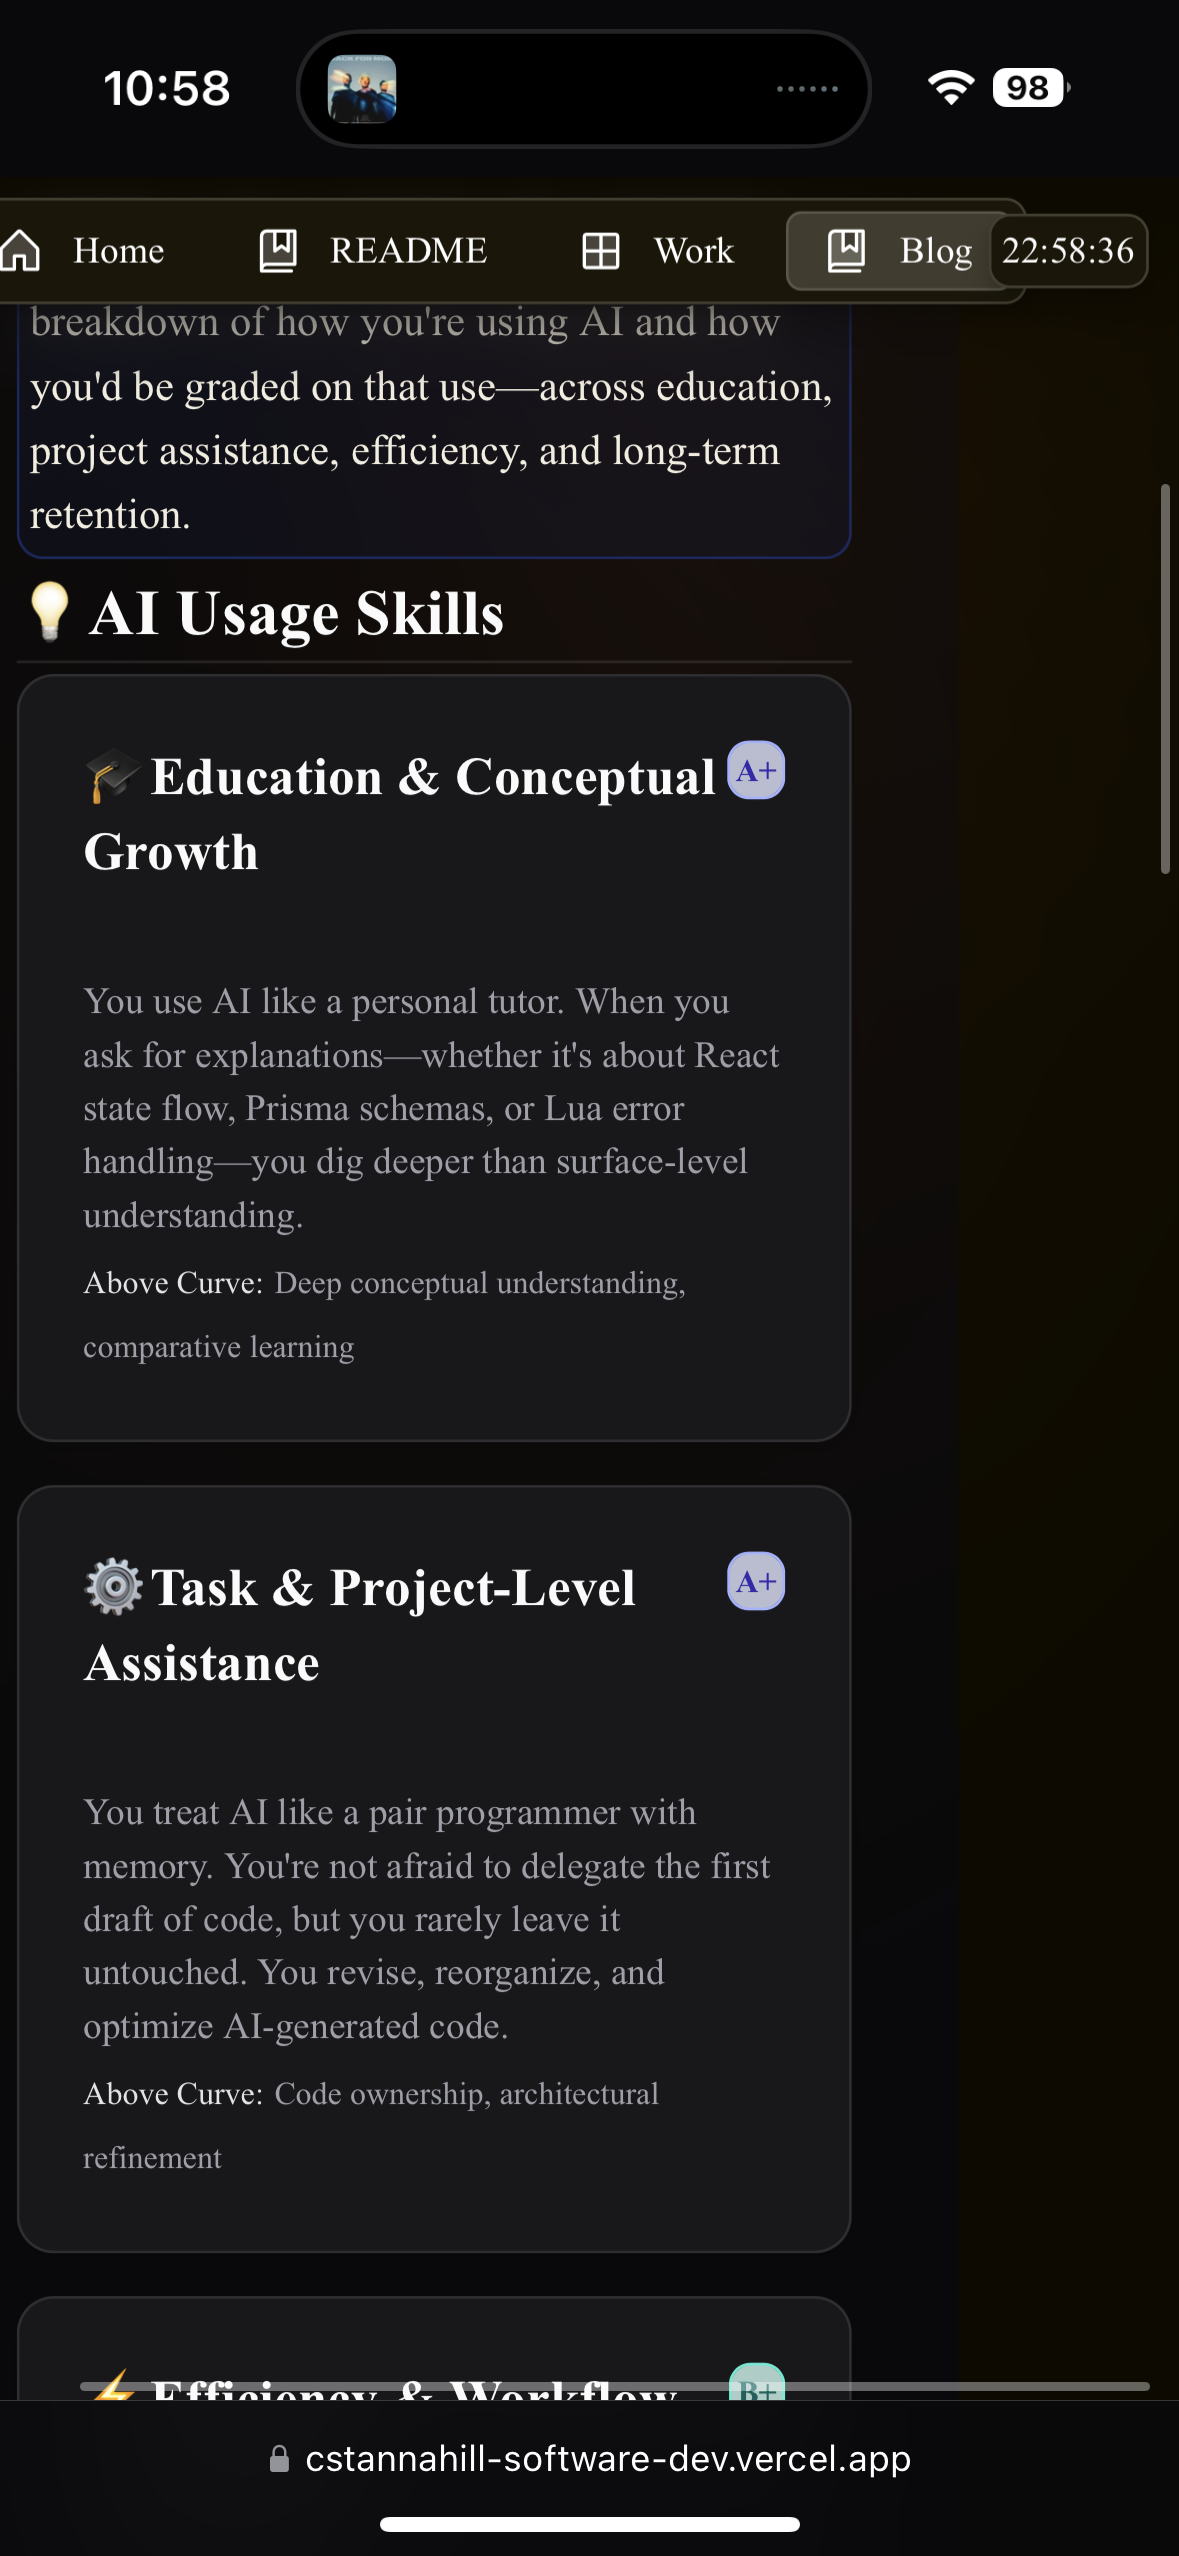 10:58
98
Home README Work Blog 22:58:36
breakdown of how you're using AI and how
you'd be graded on that use—across education,
project assistance, efficiency, and long-term
retention.
💡 AI Usage Skills
🎓 Education & Conceptual A+
Growth
You use AI like a personal tutor. When you
ask for explanations—whether it's about React
state flow, Prisma schemas, or Lua error
handling—you dig deeper than surface-level
understanding.
Above Curve: Deep conceptual understanding,
comparative learning
⚙️ Task & Project-Level A+
Assistance
You treat AI like a pair programmer with
memory. You're not afraid to delegate the first
draft of code, but you rarely leave it
untouched. You revise, reorganize, and
optimize AI-generated code.
Above Curve: Code ownership, architectural
refinement
⚡ Efficiency & Workflow B+
cstannahill-software-dev.vercel.app